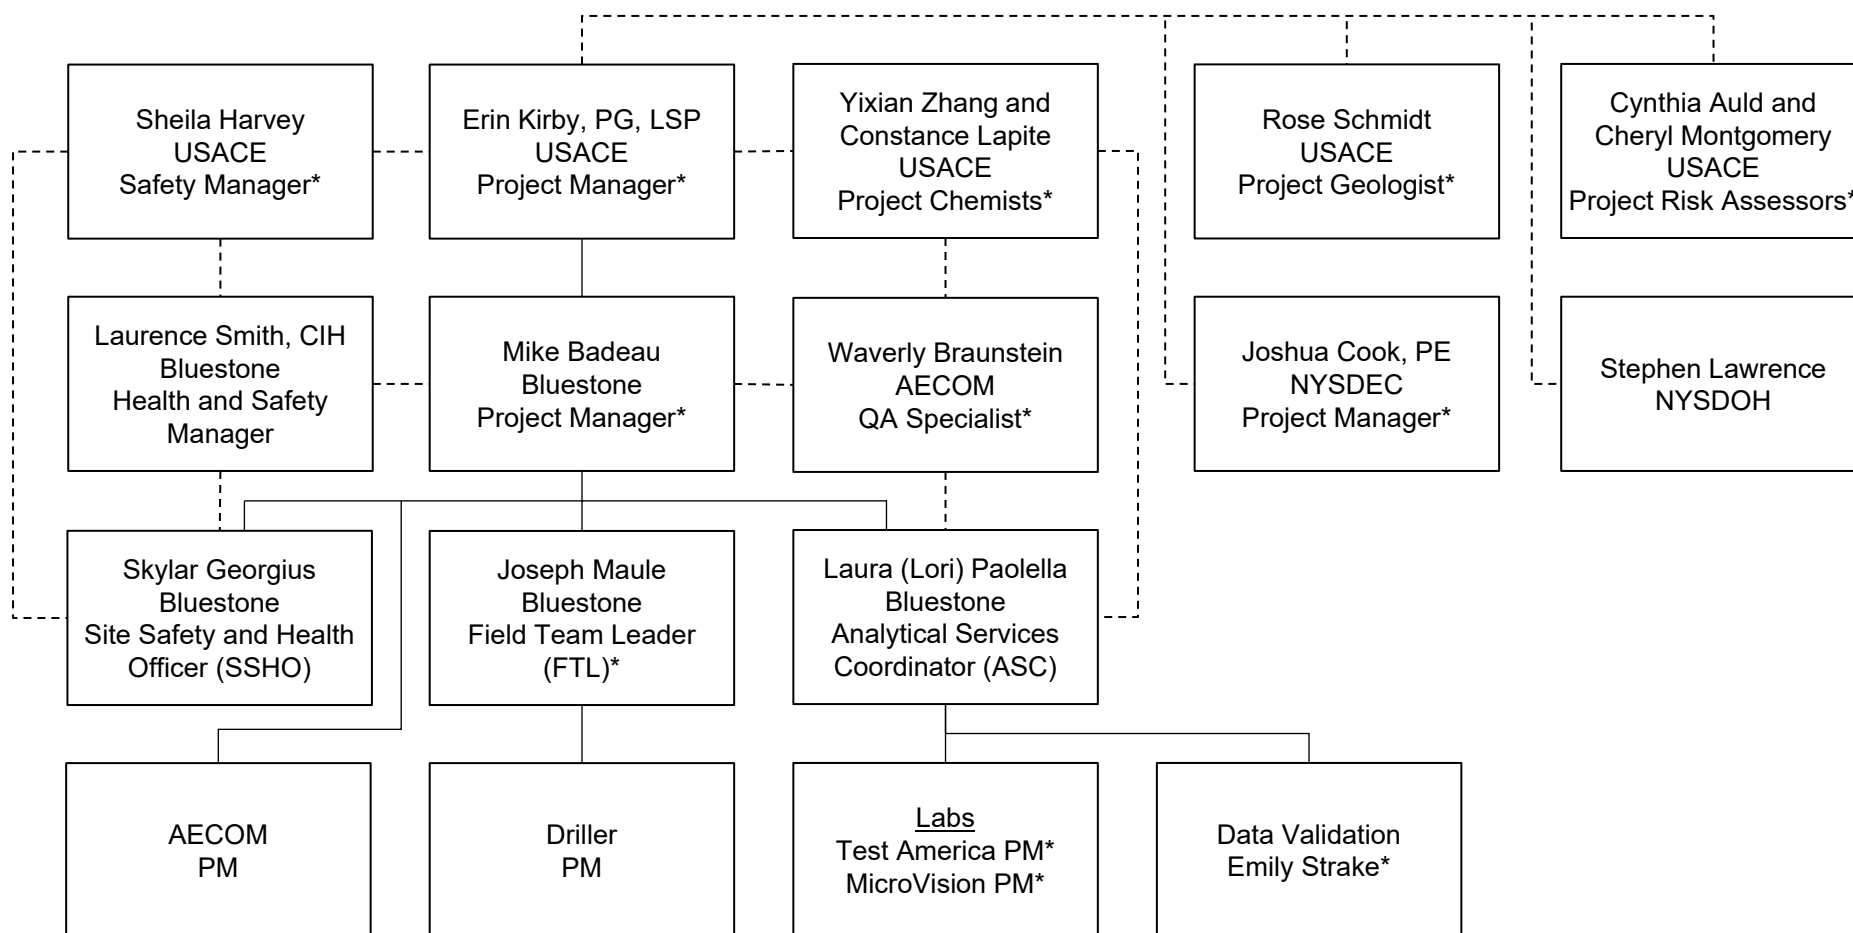 Sheila Harvey
USACE
Safety Manager*
Erin Kirby, PG, LSP
USACE
Project Manager*
Yixian Zhang and
Constance Lapite
USACE
Project Chemists*
Rose Schmidt
USACE
Project Geologist*
Cynthia Auld and
Cheryl Montgomery
USACE
Project Risk Assessors*
Laurence Smith, CIH
Bluestone
Health and Safety
Manager
Mike Badeau
Bluestone
Project Manager*
Waverly Braunstein
AECOM
QA Specialist*
Joshua Cook, PE
NYSDEC
Project Manager*
Stephen Lawrence
NYSDOH
Skylar Georgius
Bluestone
Site Safety and Health
Officer (SSHO)
Joseph Maule
Bluestone
Field Team Leader
(FTL)*
Laura (Lori) Paolella
Bluestone
Analytical Services
Coordinator (ASC)
AECOM
PM
Driller
PM
Labs
Test America PM*
MicroVision PM*
Data Validation
Emily Strake*